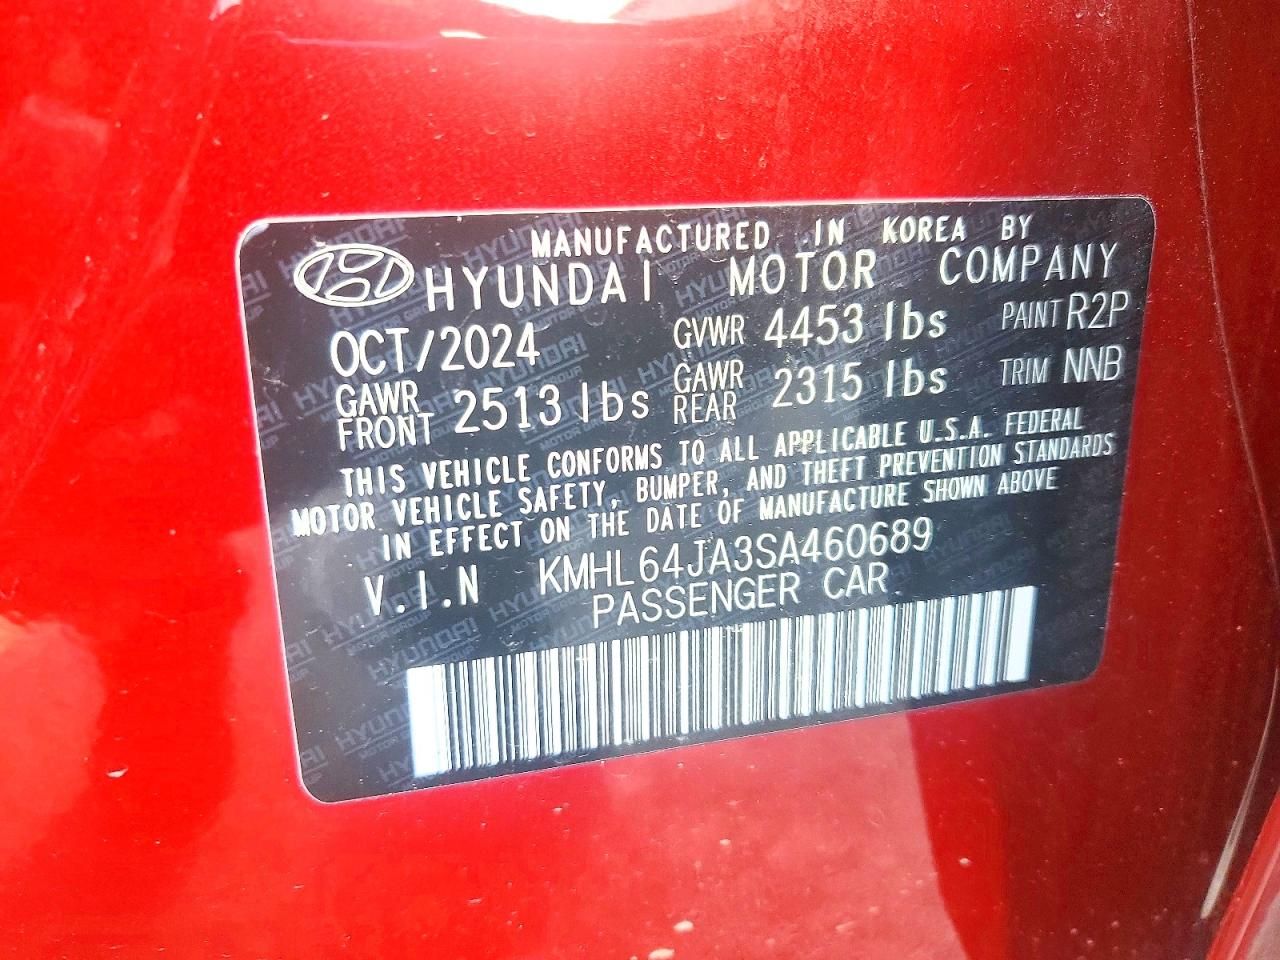 MANUFACTURED IN KOREA BY
HYUNDAI MOTOR COMPANY
OCT/2024 GVWR 4453 lbs PAINT R2P
GAWR FRONT 2513 lbs GAWR REAR 2315 lbs TRIM NNB
THIS VEHICLE CONFORMS TO ALL APPLICABLE U.S.A. FEDERAL
MOTOR VEHICLE SAFETY, BUMPER, AND THEFT PREVENTION STANDARDS
IN EFFECT ON THE DATE OF MANUFACTURE SHOWN ABOVE
V.I.N KMHL64JA3SA460689
PASSENGER CAR